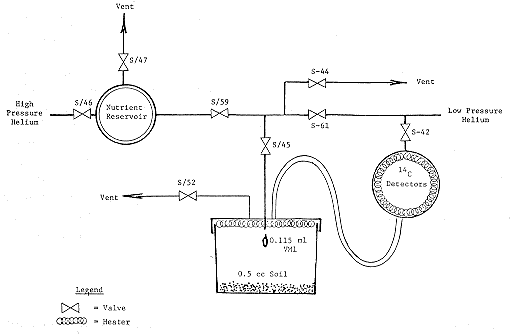 Vent
S/47
S-44
Vent
High
Pressure
Helium
S/46
Nutrient
Reservoir
S/59
S-61
Low Pressure
Helium
S/45
S-42
14C
Detectors
S/52
Vent
0.115 ml
VM1
0.5 cc Soil
Legend
= Valve
= Heater